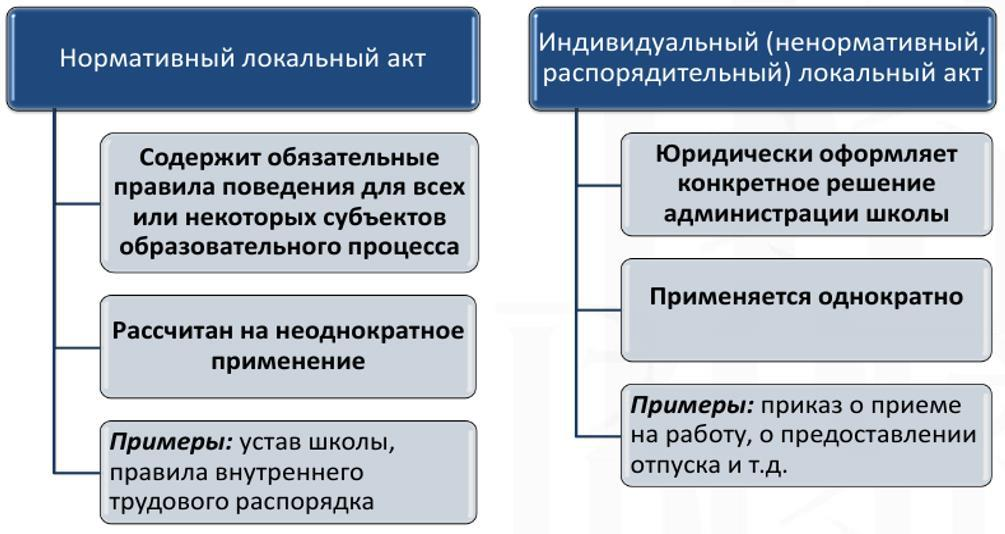 Нормативный локальный акт
Содержит обязательные
правила поведения для всех
или некоторых субъектов
образовательного процесса
Рассчитан на неоднократное
применение
Примеры: устав школы,
правила внутреннего
трудового распорядка
Индивидуальный (ненормативный,
распорядительный) локальный акт
Юридически оформляет
конкретное решение
администрации школы
Применяется однократно
Примеры: приказ о приеме
на работу, о предоставлении
отпуска и т.д.